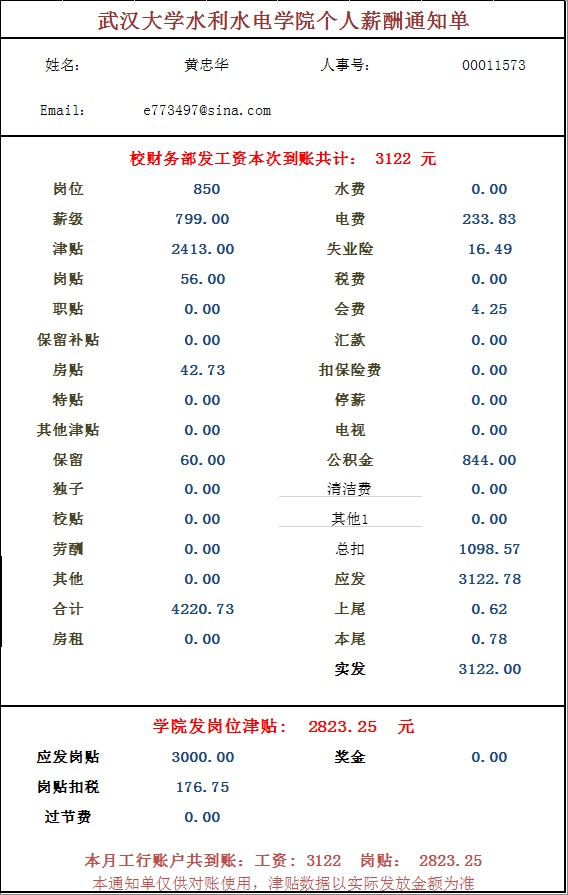 武汉大学水利水电学院个人薪酬通知单
姓名： 黄忠华 人事号： 00011573
Email： e773497@sina.com
校财务部发工资本次到账共计： 3122 元
岗位 850 水费 0.00
薪级 799.00 电费 233.83
津贴 2413.00 失业险 16.49
岗贴 56.00 税费 0.00
职贴 0.00 会费 4.25
保留补贴 0.00 汇款 0.00
房贴 42.73 扣保险费 0.00
特贴 0.00 停薪 0.00
其他津贴 0.00 电视 0.00
保留 60.00 公积金 844.00
独子 0.00 清洁费 0.00
校贴 0.00 其他1 0.00
劳酬 0.00 总扣 1098.57
其他 0.00 应发 3122.78
合计 4220.73 上尾 0.62
房租 0.00 本尾 0.78
实发 3122.00
学院发岗位津贴： 2823.25 元
应发岗贴 3000.00 奖金 0.00
岗贴扣税 176.75
过节费 0.00
本月工行账户共到账：工资： 3122 岗贴： 2823.25
本通知单仅供对账使用，津贴数据以实际发放金额为准